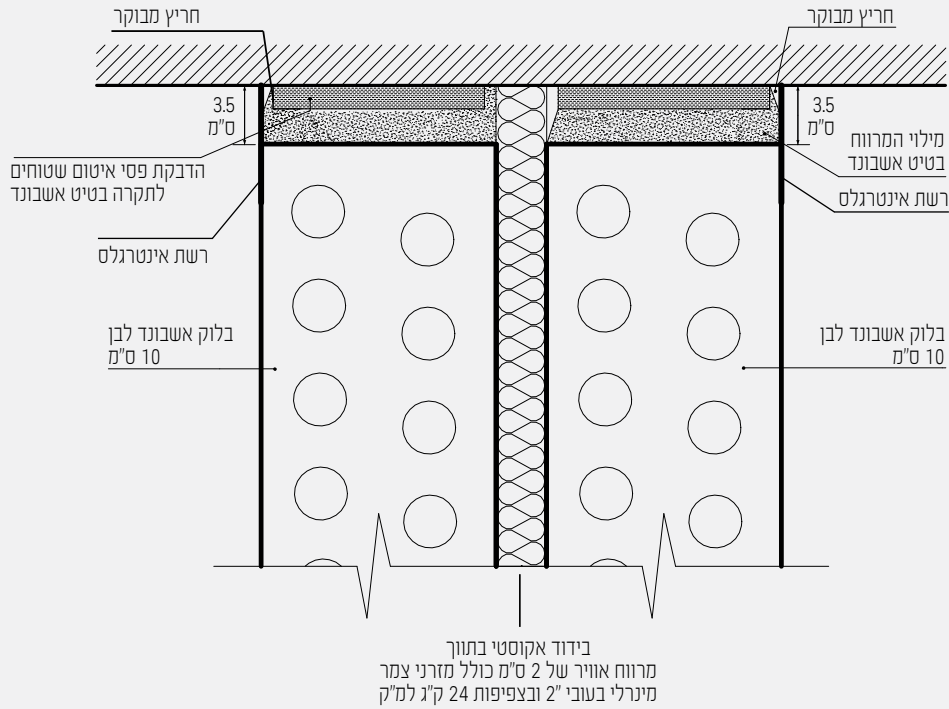 חריץ מבוקר
חריץ מבוקר
3.5
ס"מ
3.5
ס"מ
מילוי המרווח
בטיט אשבונד
רשת אינטרגלס
הדבקת פסי איטום שטוחים
לתקרה בטיט אשבונד
רשת אינטרגלס
בלוק אשבונד לבן
10 ס"מ
בלוק אשבונד לבן
10 ס"מ
בידוד אקוסטי בתווך
מרווח אוויר של 2 ס"מ כולל מזרני צמר
מינרלי בעובי "2 ובצפיפות 24 ק"ג למ"ק